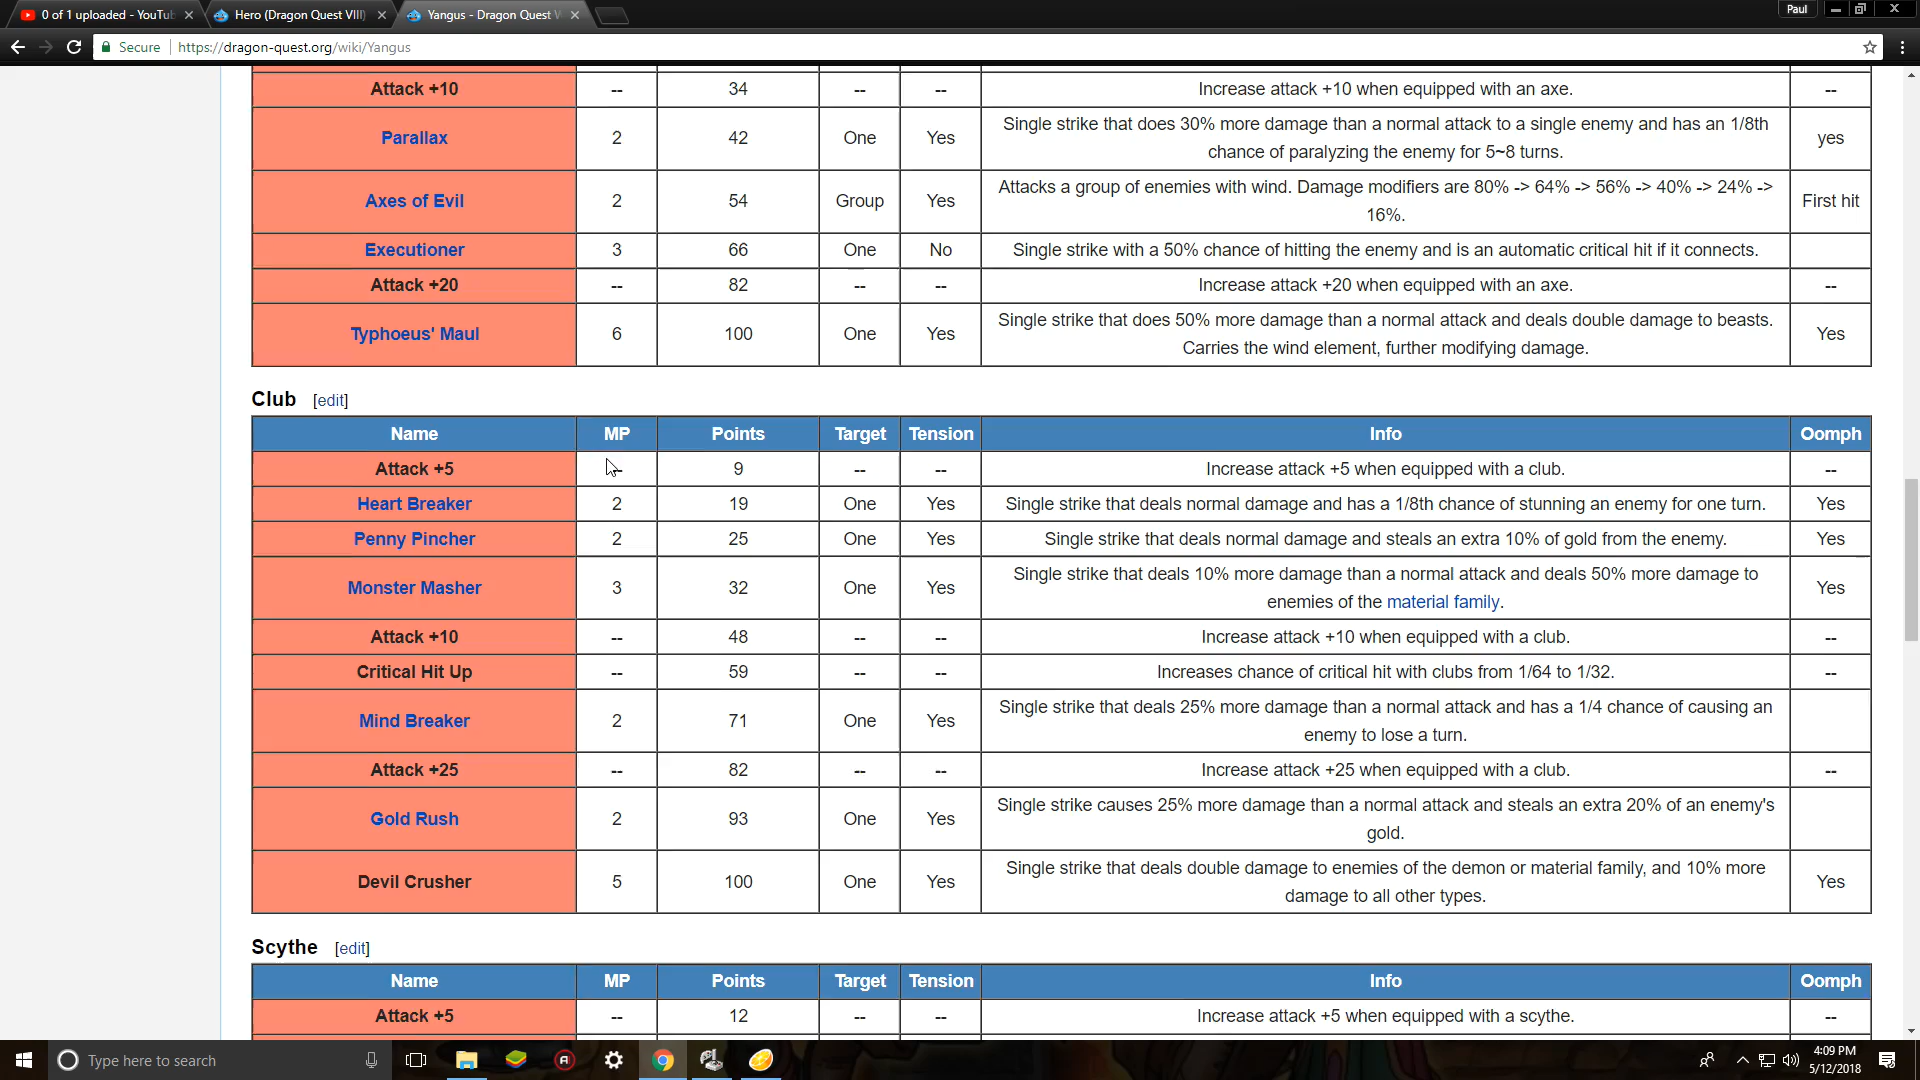 0 of 1 uploaded - YouTub
Hero (Dragon Quest VIII)
Yangus - Dragon Quest W
Paul
Secure
https://dragon-quest.org/wiki/Yangus
Attack +10 -- 34 -- -- Increase attack +10 when equipped with an axe. --
Parallax 2 42 One Yes Single strike that does 30% more damage than a normal attack to a single enemy and has an 1/8th chance of paralyzing the enemy for 5~8 turns. yes
Axes of Evil 2 54 Group Yes Attacks a group of enemies with wind. Damage modifiers are 80% -> 64% -> 56% -> 40% -> 24% -> 16%. First hit
Executioner 3 66 One No Single strike with a 50% chance of hitting the enemy and is an automatic critical hit if it connects.
Attack +20 -- 82 -- -- Increase attack +20 when equipped with an axe. --
Typhoeus' Maul 6 100 One Yes Single strike that does 50% more damage than a normal attack and deals double damage to beasts. Carries the wind element, further modifying damage. Yes
Club [edit]
Name MP Points Target Tension Info Oomph
Attack +5 -- 9 -- -- Increase attack +5 when equipped with a club. --
Heart Breaker 2 19 One Yes Single strike that deals normal damage and has a 1/8th chance of stunning an enemy for one turn. Yes
Penny Pincher 2 25 One Yes Single strike that deals normal damage and steals an extra 10% of gold from the enemy. Yes
Monster Masher 3 32 One Yes Single strike that deals 10% more damage than a normal attack and deals 50% more damage to enemies of the material family. Yes
Attack +10 -- 48 -- -- Increase attack +10 when equipped with a club. --
Critical Hit Up -- 59 -- -- Increases chance of critical hit with clubs from 1/64 to 1/32. --
Mind Breaker 2 71 One Yes Single strike that deals 25% more damage than a normal attack and has a 1/4 chance of causing an enemy to lose a turn.
Attack +25 -- 82 -- -- Increase attack +25 when equipped with a club. --
Gold Rush 2 93 One Yes Single strike causes 25% more damage than a normal attack and steals an extra 20% of an enemy's gold.
Devil Crusher 5 100 One Yes Single strike that deals double damage to enemies of the demon or material family, and 10% more damage to all other types. Yes
Scythe [edit]
Name MP Points Target Tension Info Oomph
Attack +5 -- 12 -- -- Increase attack +5 when equipped with a scythe. --
Type here to search
4:09 PM
5/12/2018